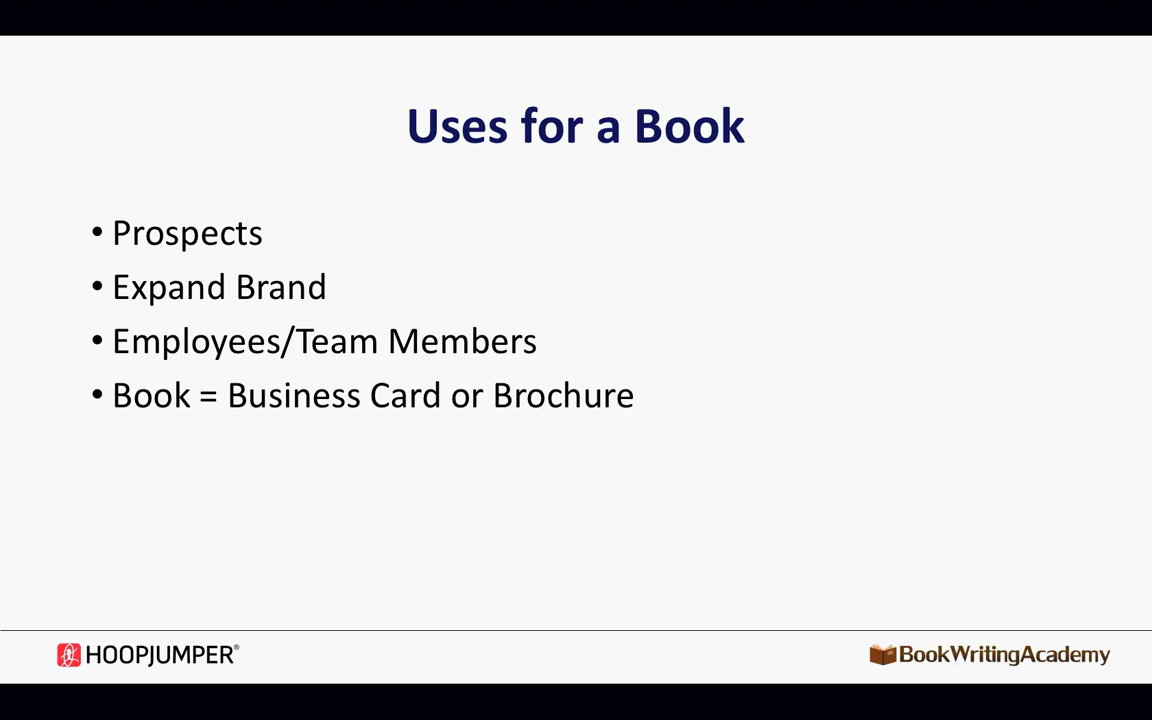 Uses for a Book
• Prospects
• Expand Brand
• Employees/Team Members
• Book = Business Card or Brochure
HOOPJUMPER®
BookWritingAcademy